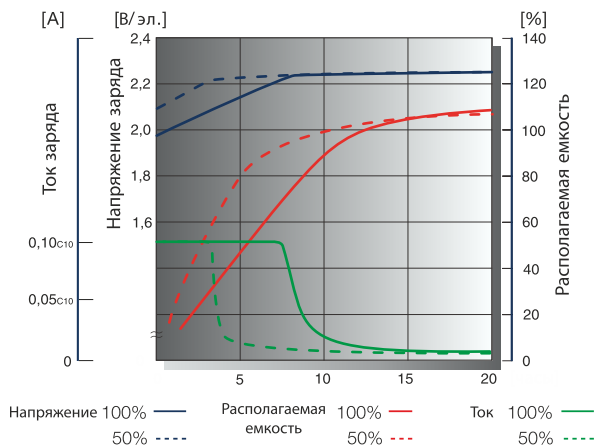 [А] [В/ эл.] [%]
Ток заряда
0,10С10
0,05С10
0
Напряжение заряда
2,4
2,2
2,0
1,8
1,6
140
120
100
80
60
40
20
0
Располагаемая емкость
5 10 15 20
Напряжение 100% Располагаемая емкость 100% Ток 100%
50% 50% 50%